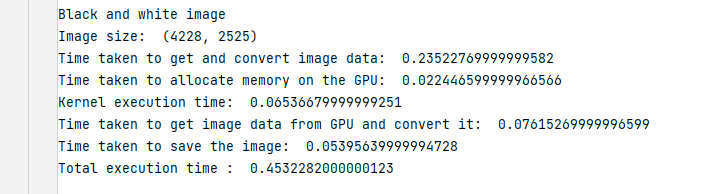 Black and white image
Image size:  (4228, 2525)
Time taken to get and convert image data:  0.23522769999999582
Time taken to allocate memory on the GPU:  0.022446599999966566
Kernel execution time:  0.06536679999999251
Time taken to get image data from GPU and convert it:  0.07615269999996599
Time taken to save the image:  0.05395639999994728
Total execution time :  0.4532282000000123